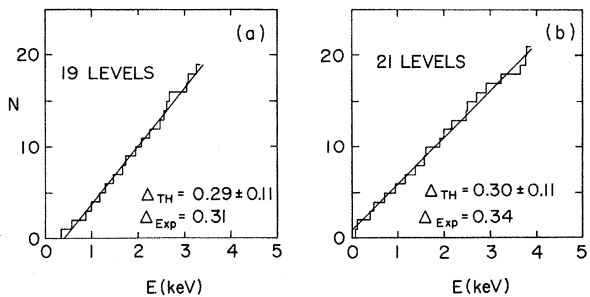 (a)
19 LEVELS
N
20
10
0
Δ_TH = 0.29 ± 0.11
Δ_Exp = 0.31
0 1 2 3 4 5
E (keV)
(b)
21 LEVELS
20
10
0
Δ_TH = 0.30 ± 0.11
Δ_Exp = 0.34
0 1 2 3 4 5
E (keV)